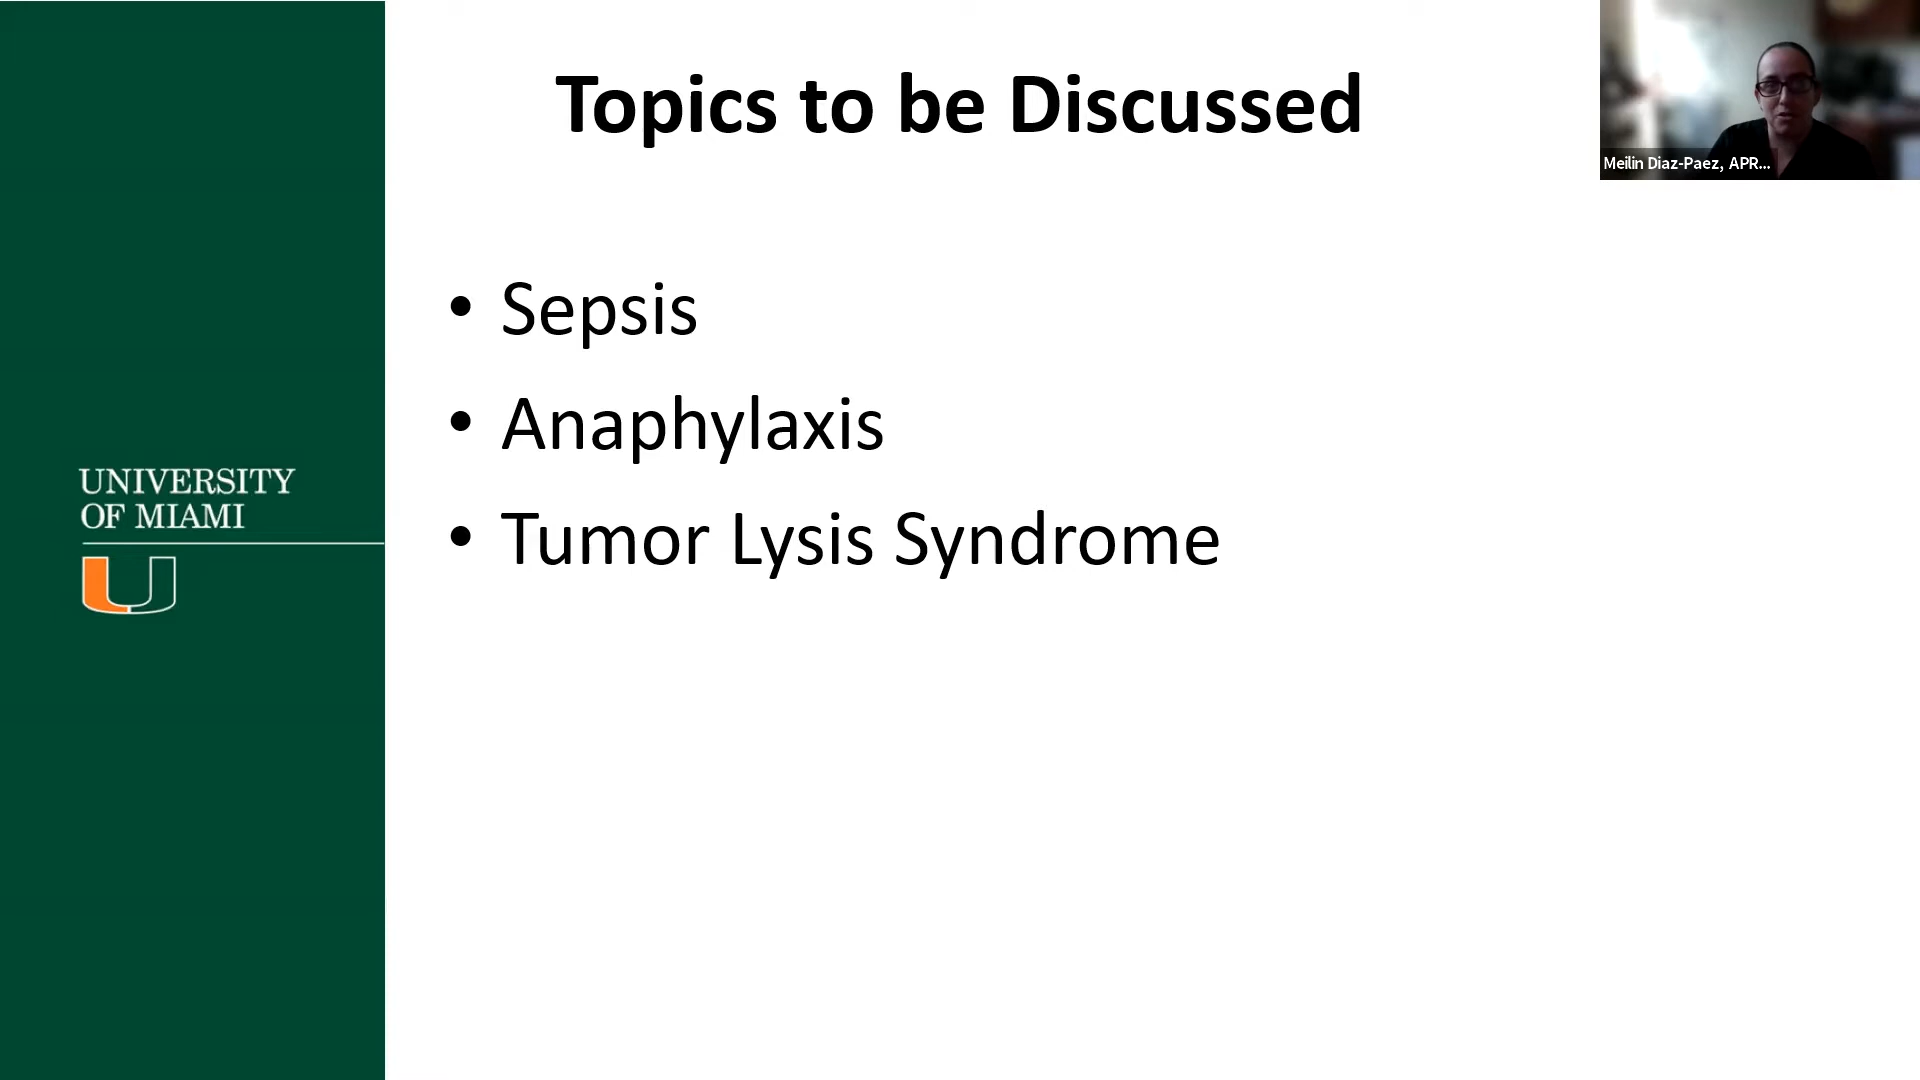 Topics to be Discussed
Meilin Diaz-Paez, APR...
• Sepsis
• Anaphylaxis
• Tumor Lysis Syndrome
UNIVERSITY
OF MIAMI
U